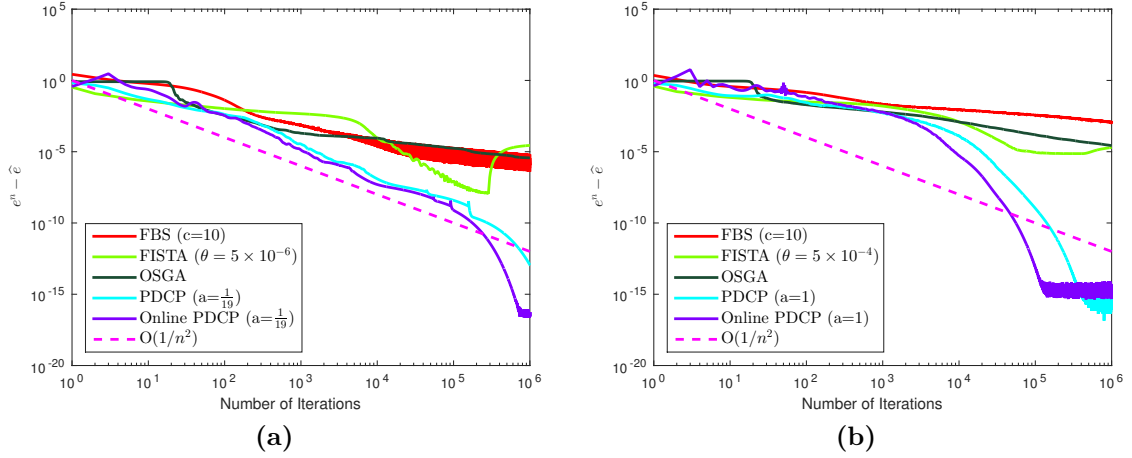 10^5
10^0
10^-5
10^-10
10^-15
10^-20
e^n − ê
FBS (c=10)
FISTA (θ = 5 × 10^−6)
OSGA
PDCP (a=1/19)
Online PDCP (a=1/19)
O(1/n^2)
10^0 10^1 10^2 10^3 10^4 10^5 10^6
Number of Iterations
(a)
10^5
10^0
10^-5
10^-10
10^-15
10^-20
e^n − ê
FBS (c=10)
FISTA (θ = 5 × 10^−4)
OSGA
PDCP (a=1)
Online PDCP (a=1)
O(1/n^2)
10^0 10^1 10^2 10^3 10^4 10^5 10^6
Number of Iterations
(b)